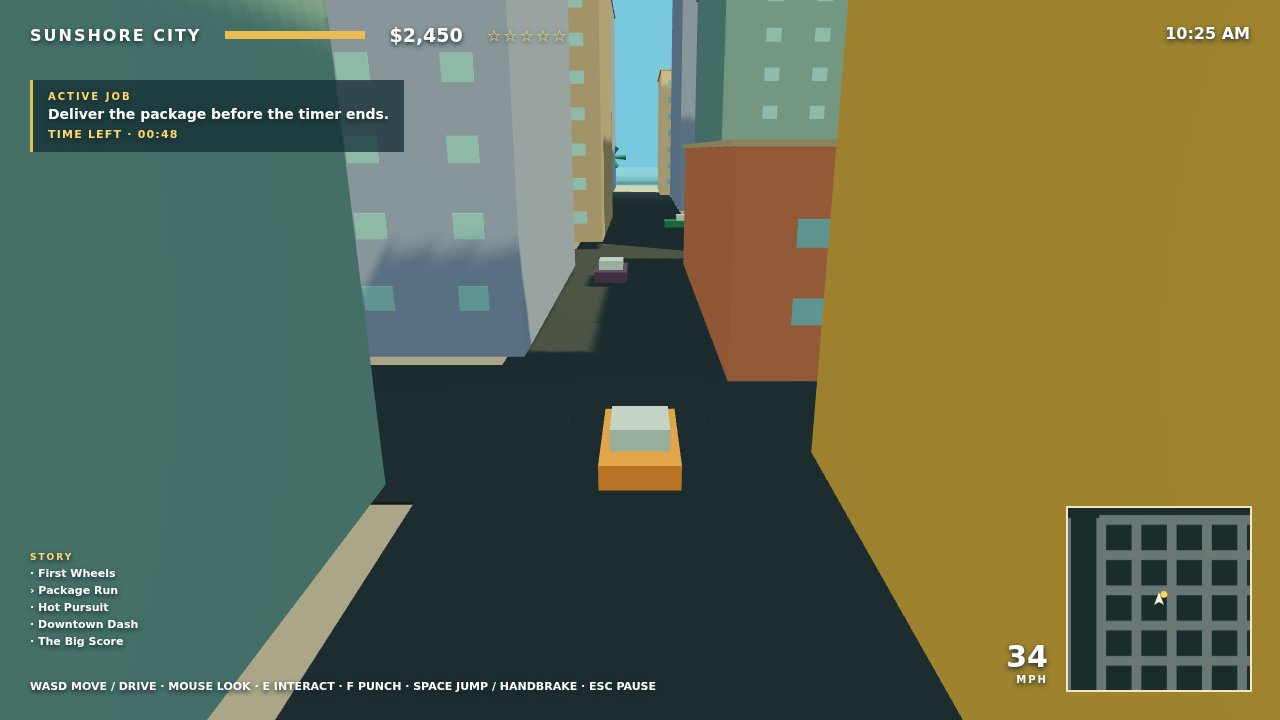 SUNSHORE CITY $2,450 ☆☆☆☆☆ 10:25 AM
ACTIVE JOB
Deliver the package before the timer ends.
TIME LEFT · 00:48
STORY
· First Wheels
› Package Run
· Hot Pursuit
· Downtown Dash
· The Big Score
34
MPH
WASD MOVE / DRIVE · MOUSE LOOK · E INTERACT · F PUNCH · SPACE JUMP / HANDBRAKE · ESC PAUSE